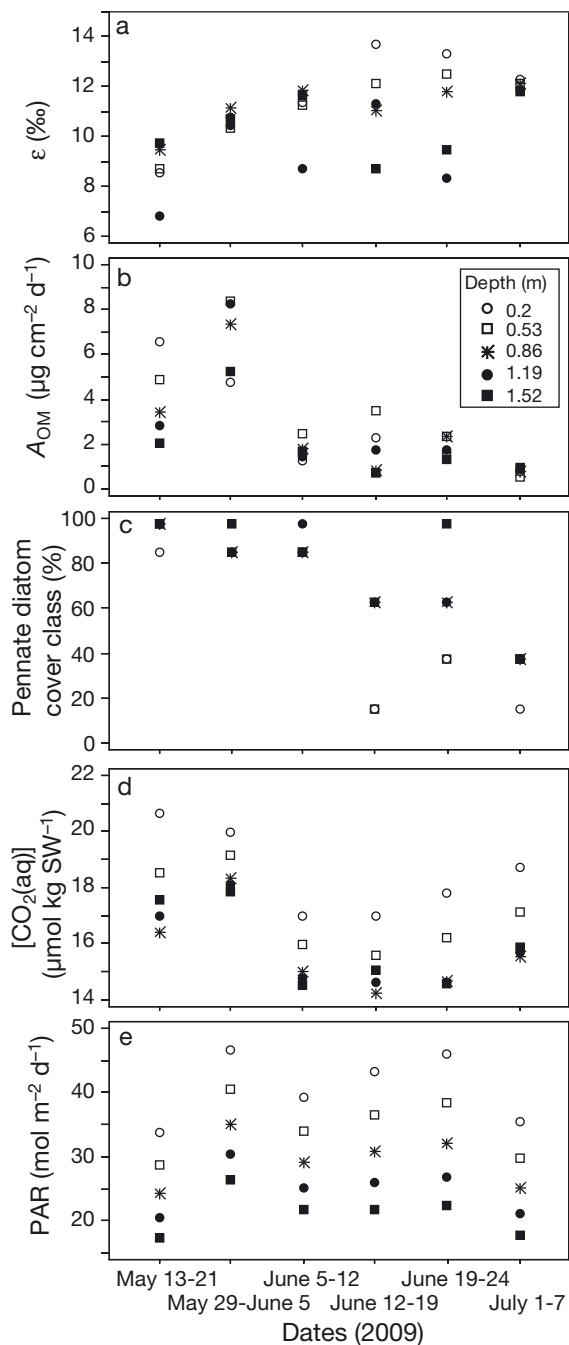 a
14
12
10
8
6
ε (‰)
b
10
8
6
4
2
0
A_OM (µg cm⁻² d⁻¹)
Depth (m)
0.2
0.53
0.86
1.19
1.52
c
100
80
60
40
20
0
Pennate diatom
cover class (%)
d
22
20
18
16
14
[CO₂(aq)]
(µmol kg SW⁻¹)
e
50
40
30
20
PAR (mol m⁻² d⁻¹)
May 13-21
June 5-12
June 19-24
May 29-June 5
June 12-19
July 1-7
Dates (2009)